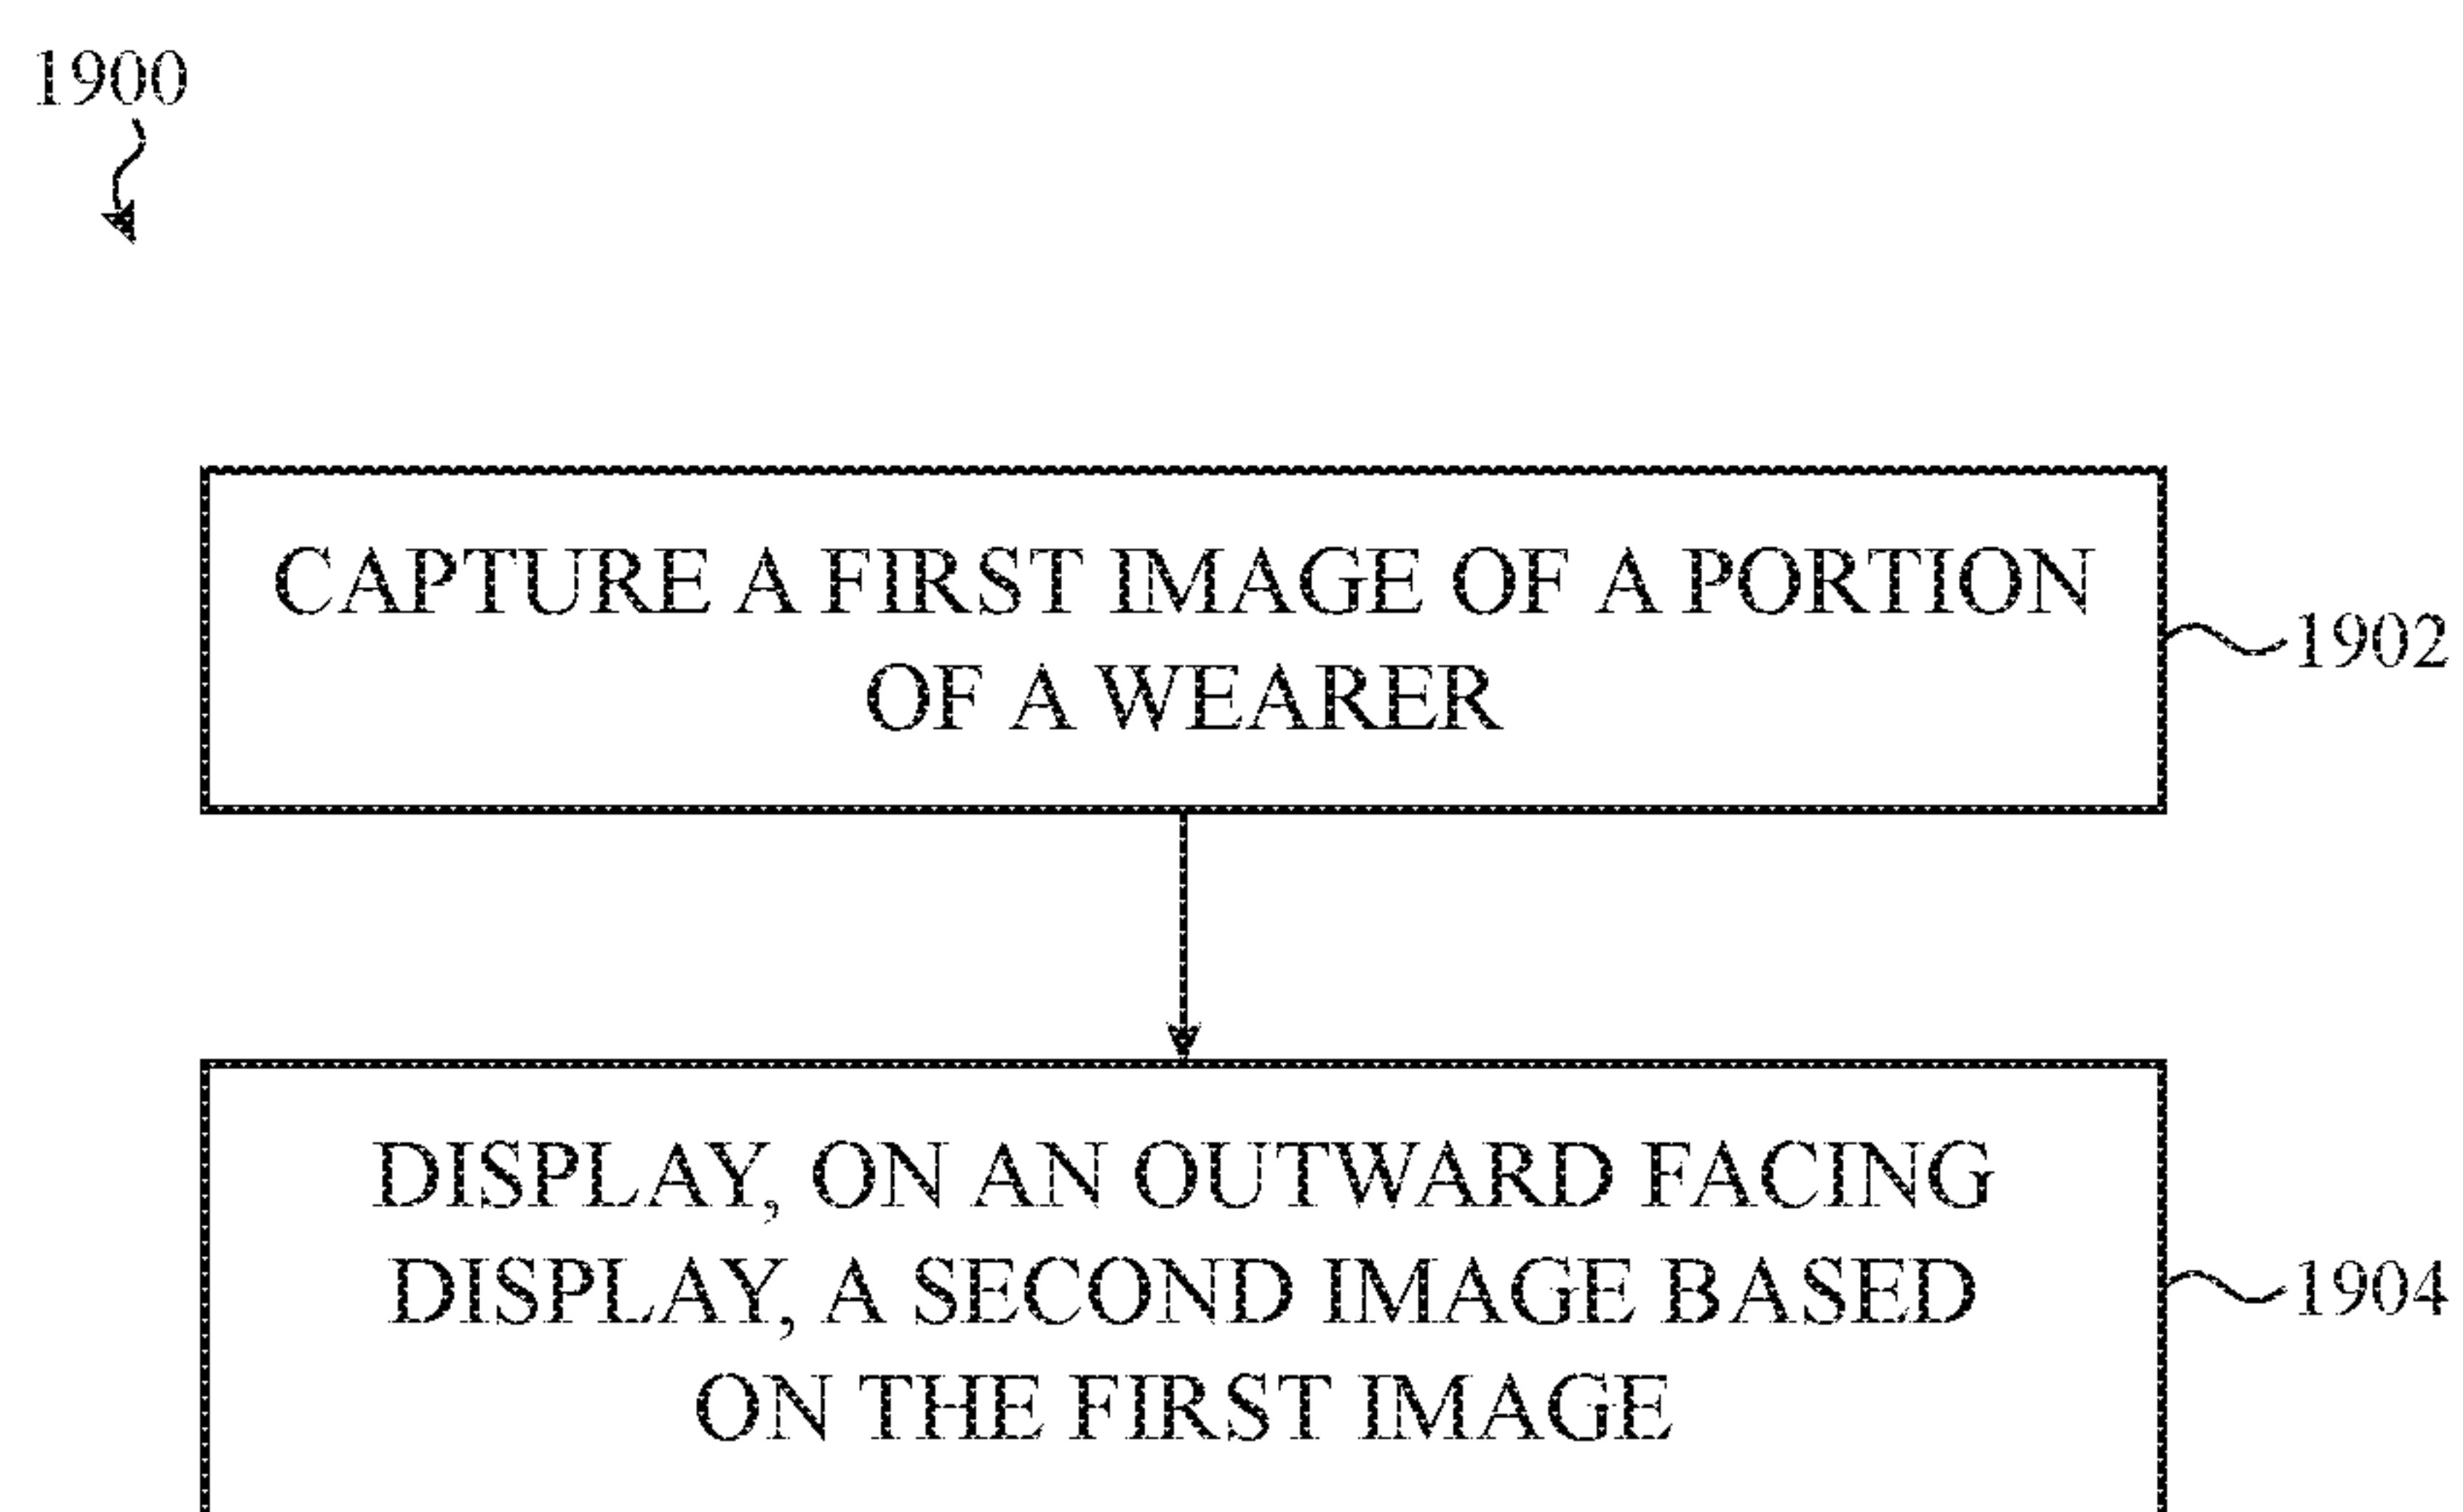 1900
CAPTURE A FIRST IMAGE OF A PORTION
OF A WEARER
1902
DISPLAY, ON AN OUTWARD FACING
DISPLAY, A SECOND IMAGE BASED
ON THE FIRST IMAGE
1904